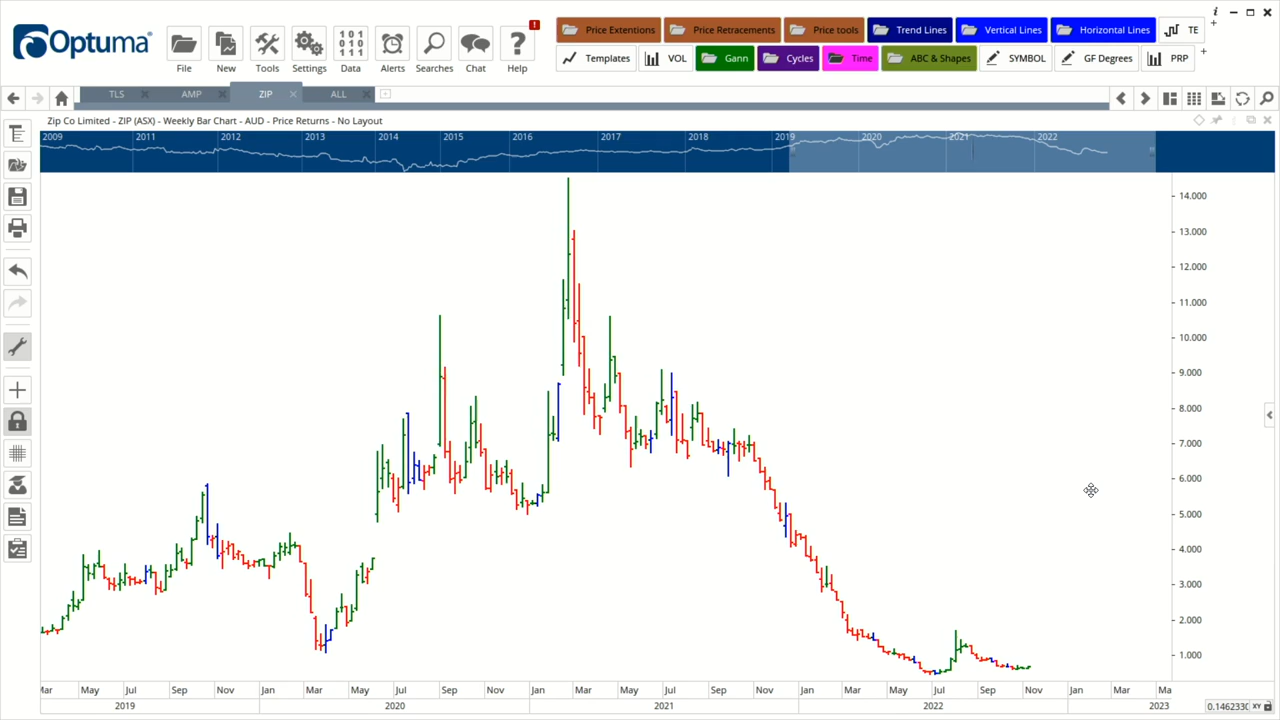 Optuma
File New Tools Settings Data Alerts Searches Chat Help
Price Extentions Price Retracements Price tools Trend Lines Vertical Lines Horizontal Lines TE
Templates VOL Gann Cycles Time ABC & Shapes SYMBOL GF Degrees PRP
TLS AMP ZIP ALL
Zip Co Limited - ZIP (ASX) - Weekly Bar Chart - AUD - Price Returns - No Layout
2009 2011 2012 2013 2014 2015 2016 2017 2018 2019 2020 2021 2022
14.000
13.000
12.000
11.000
10.000
9.000
8.000
7.000
6.000
5.000
4.000
3.000
2.000
1.000
Mar May Jul Sep Nov Jan Mar May Jul Sep Nov Jan Mar May Jul Sep Nov Jan Mar May Jul Sep Nov Jan Mar Ma
2019 2020 2021 2022 2023 0.146233( XY